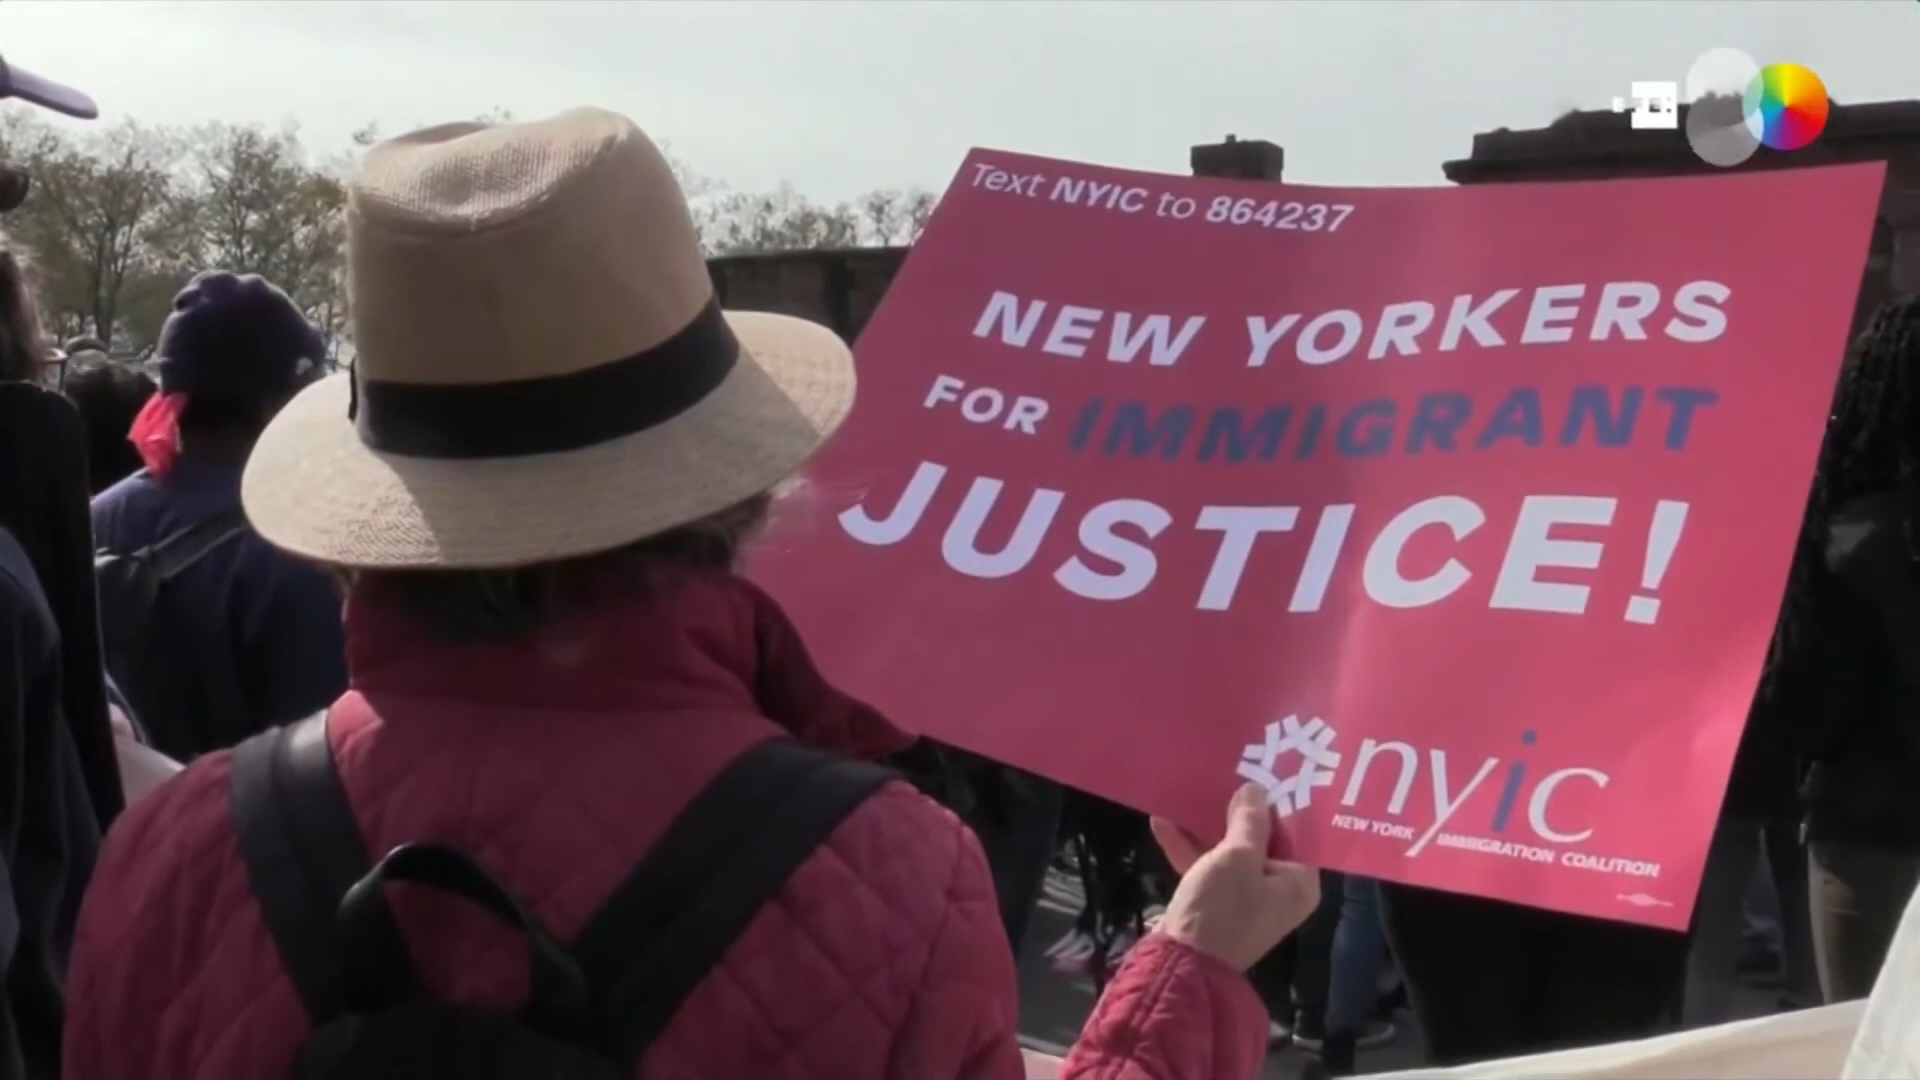 Text NYIC to 864237
NEW YORKERS
FOR IMMIGRANT
JUSTICE!
nyic
NEW YORK IMMIGRATION COALITION